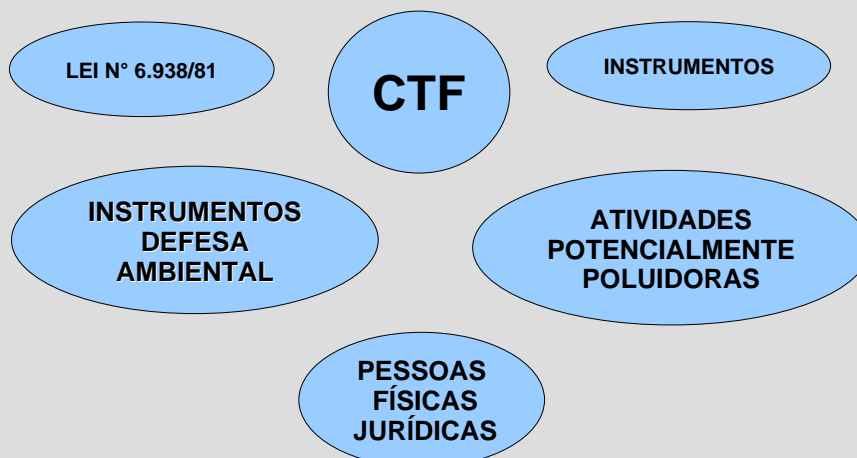 LEI N° 6.938/81
CTF
INSTRUMENTOS
INSTRUMENTOS
DEFESA
AMBIENTAL
ATIVIDADES
POTENCIALMENTE
POLUIDORAS
PESSOAS
FÍSICAS
JURÍDICAS